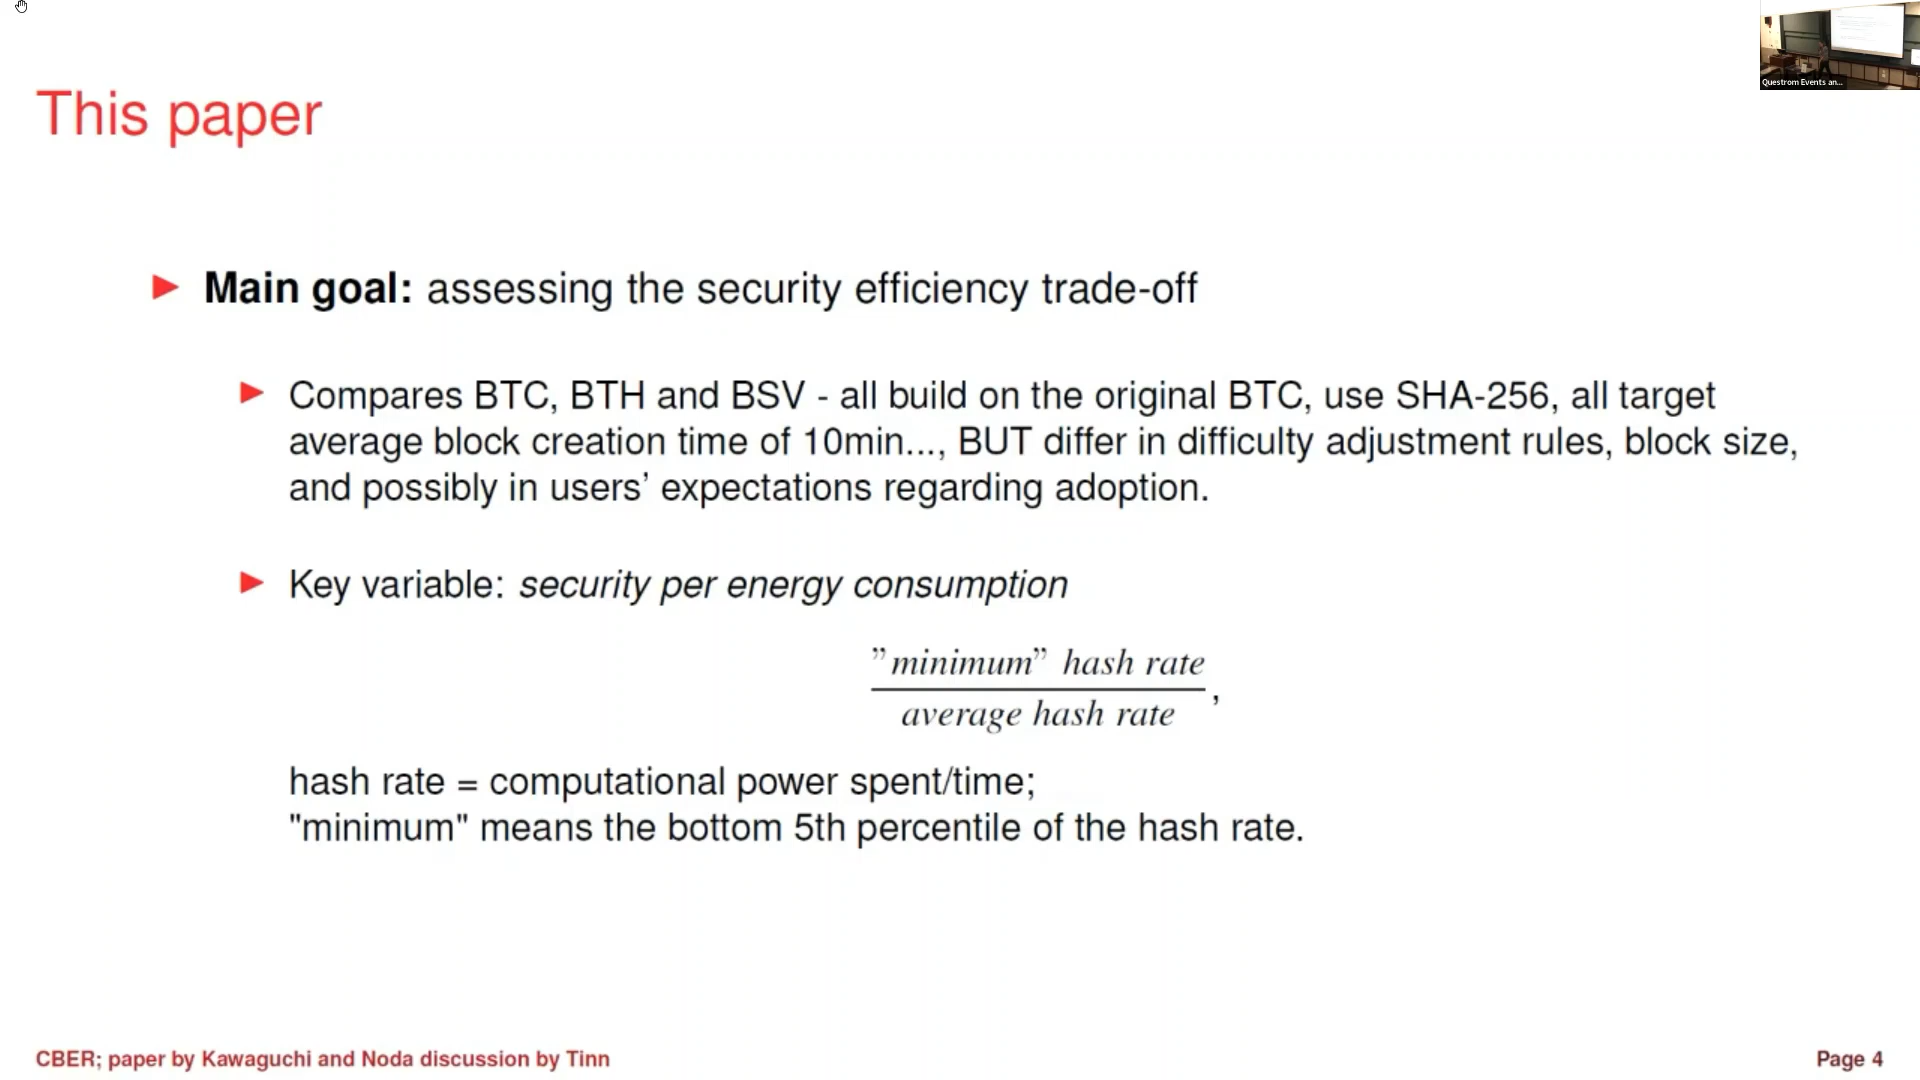 Questrom Events an...
This paper
Main goal: assessing the security efficiency trade-off
Compares BTC, BTH and BSV - all build on the original BTC, use SHA-256, all target
average block creation time of 10min..., BUT differ in difficulty adjustment rules, block size,
and possibly in users' expectations regarding adoption.
Key variable: security per energy consumption
”minimum” hash rate
average hash rate ,
hash rate = computational power spent/time;
"minimum" means the bottom 5th percentile of the hash rate.
CBER; paper by Kawaguchi and Noda discussion by Tinn
Page 4